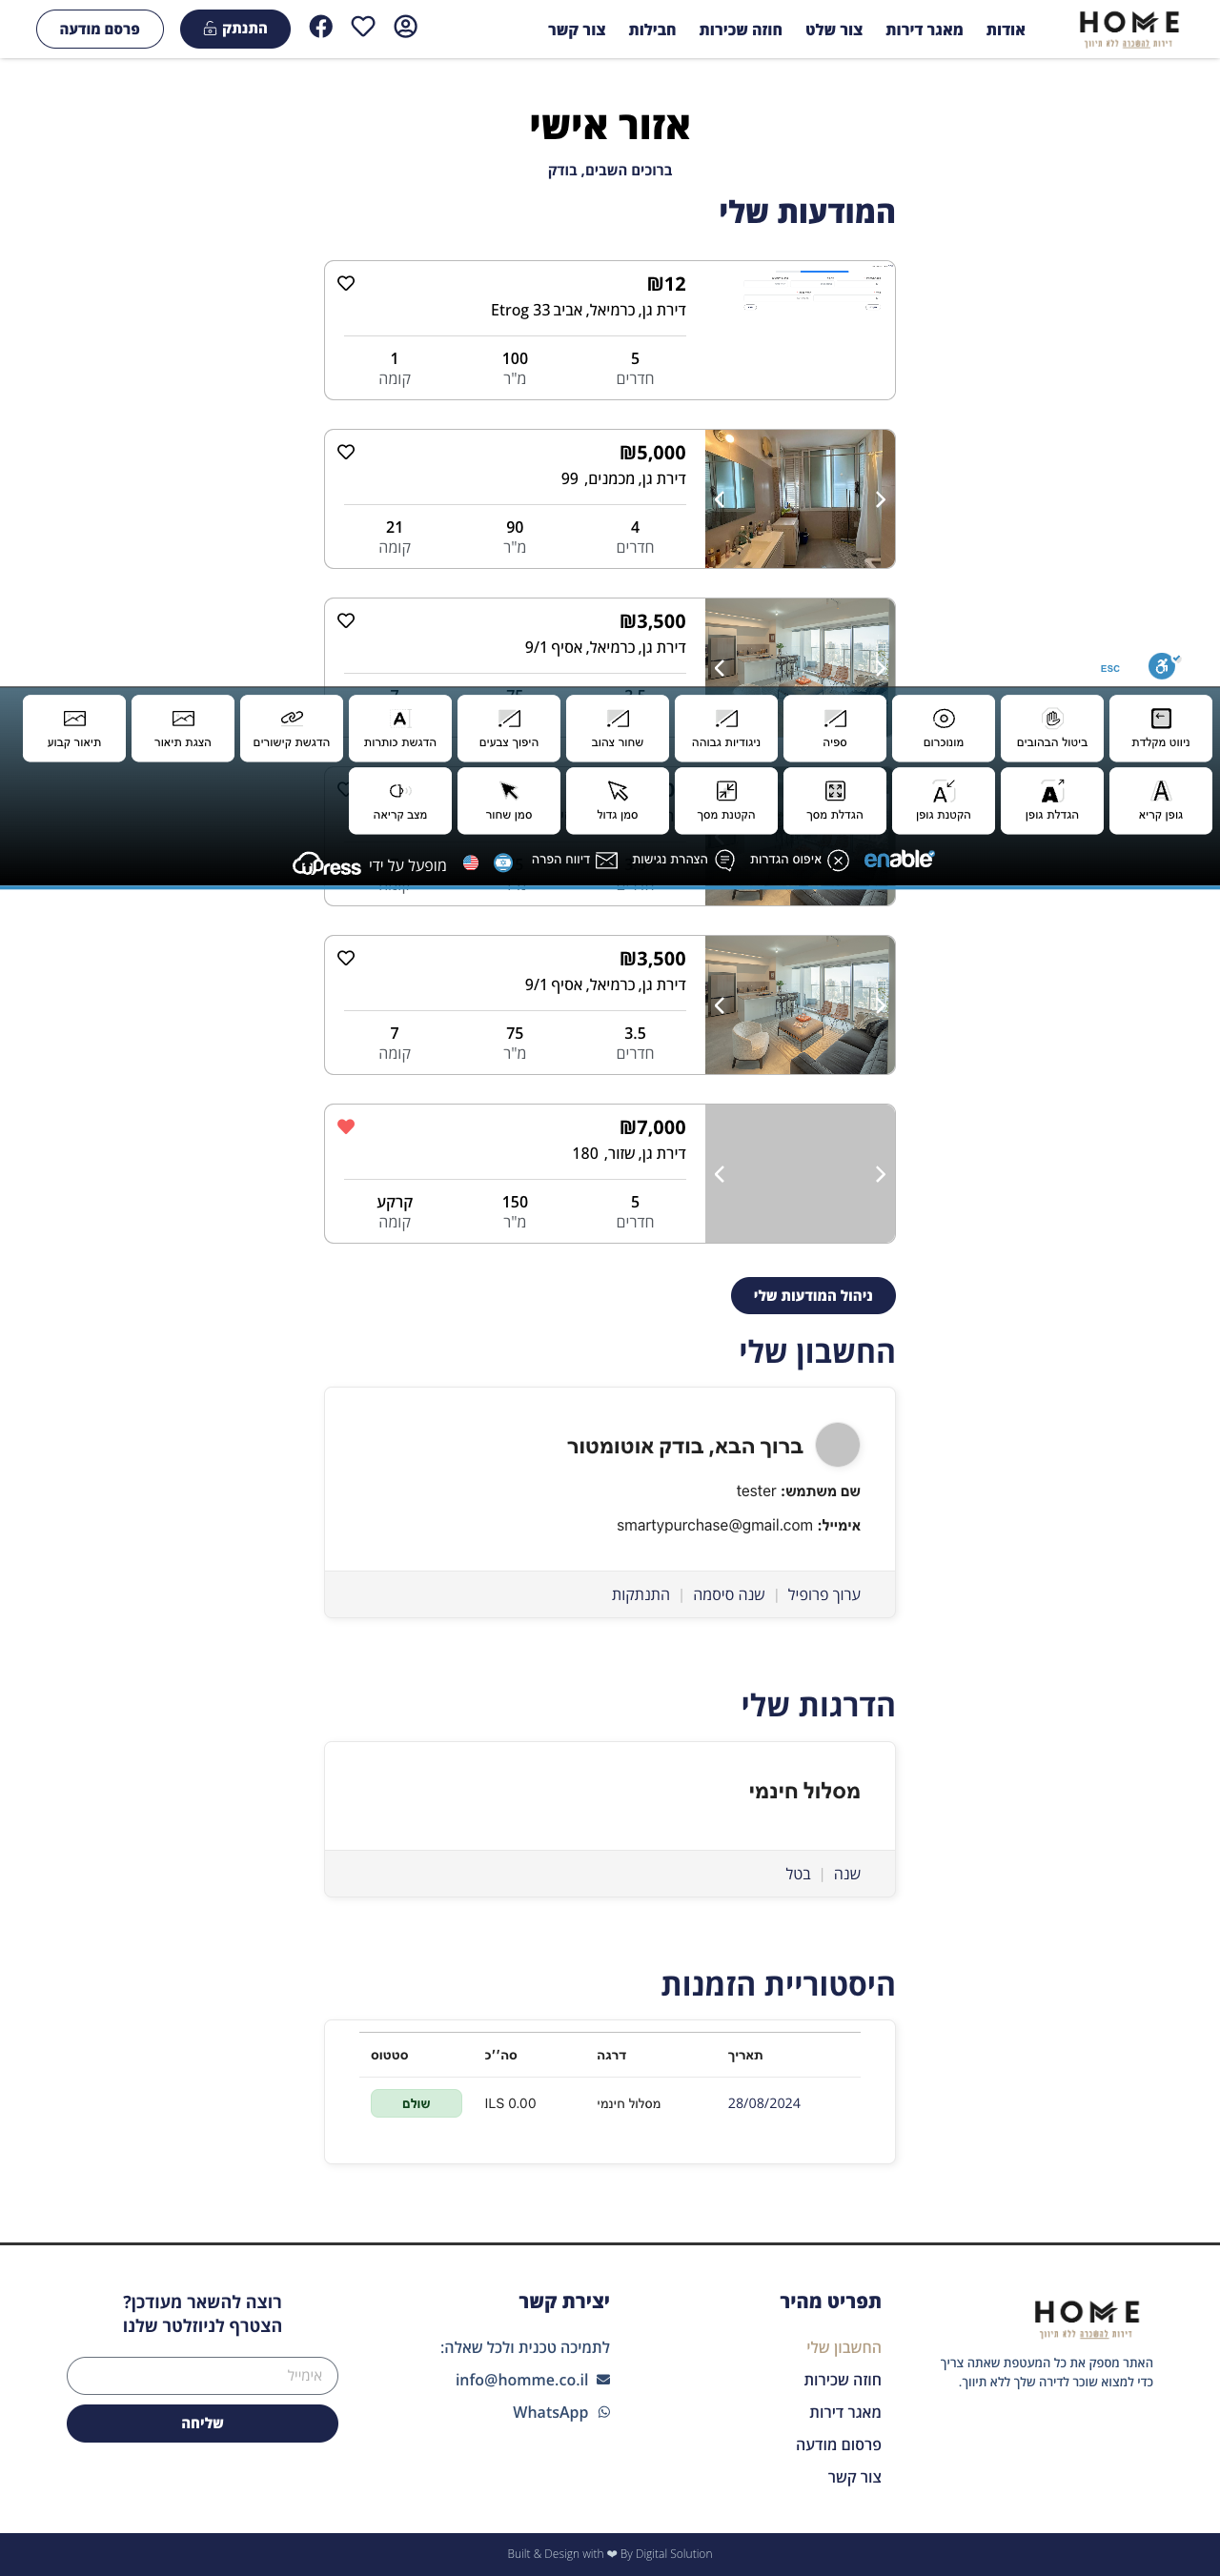 HOME
דירות להשכרה ללא תיווך
אודות
מאגר דירות
צור שלט
חוזה שכירות
חבילות
צור קשר
התנתק
פרסם מודעה
אזור אישי
ברוכים השבים, בודק
המודעות שלי
₪12
דירת גן, כרמיאל, אביב Etrog 33
5 100 1
חדרים מ"ר קומה
₪5,000
דירת גן, מכמנים, 99
4 90 21
חדרים מ"ר קומה
₪3,500
דירת גן, כרמיאל, אסיף 9/1
ESC
ניווט מקלדת
ביטול הבהובים
מונוכרום
ספיה
ניגודיות גבוהה
שחור צהוב
היפוך צבעים
הדגשת כותרות
הדגשת קישורים
הצגת תיאור
תיאור קבוע
גופן קריא
הגדלת גופן
הקטנת גופן
הגדלת מסך
הקטנת מסך
סמן גדול
סמן שחור
מצב קריאה
enable
איפוס הגדרות
הצהרת נגישות
דיווח הפרה
מופעל על ידי
uPress
₪3,500
דירת גן, כרמיאל, אסיף 9/1
3.5 75 7
חדרים מ"ר קומה
₪7,000
דירת גן, שזור, 180
5 150 קרקע
חדרים מ"ר קומה
ניהול המודעות שלי
החשבון שלי
ברוך הבא, בודק אוטומטור
שם משתמש: tester
אימייל: smartypurchase@gmail.com
ערוך פרופיל | שנה סיסמה | התנתקות
הדרגות שלי
מסלול חינמי
שנה | בטל
היסטוריית הזמנות
תאריך דרגה סה''כ סטטוס
28/08/2024 מסלול חינמי ILS 0.00 שולם
HOME
דירות להשכרה ללא תיווך
האתר מספק את כל המעטפת שאתה צריך
כדי למצוא שוכר לדירה שלך ללא תיווך.
תפריט מהיר
החשבון שלי
חוזה שכירות
מאגר דירות
פרסום מודעה
צור קשר
יצירת קשר
לתמיכה טכנית ולכל שאלה:
info@homme.co.il
WhatsApp
רוצה להשאר מעודכן?
הצטרף לניוזלטר שלנו
אימייל
שליחה
Built & Design with ❤ By Digital Solution